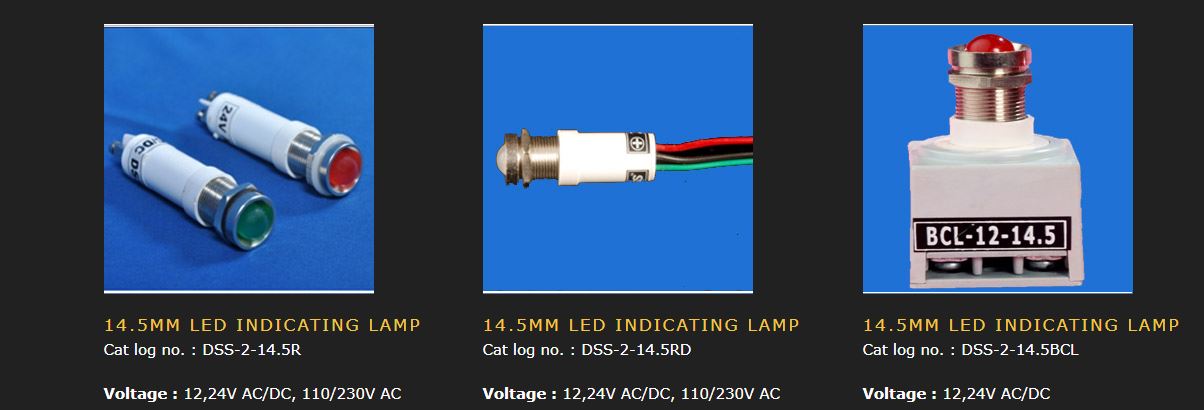 /DC DS
24V
+
S
BCL-12-14.5
14.5MM LED INDICATING LAMP
Cat log no. : DSS-2-14.5R
Voltage : 12,24V AC/DC, 110/230V AC
14.5MM LED INDICATING LAMP
Cat log no. : DSS-2-14.5RD
Voltage : 12,24V AC/DC, 110/230V AC
14.5MM LED INDICATING LAMP
Cat log no. : DSS-2-14.5BCL
Voltage : 12,24V AC/DC